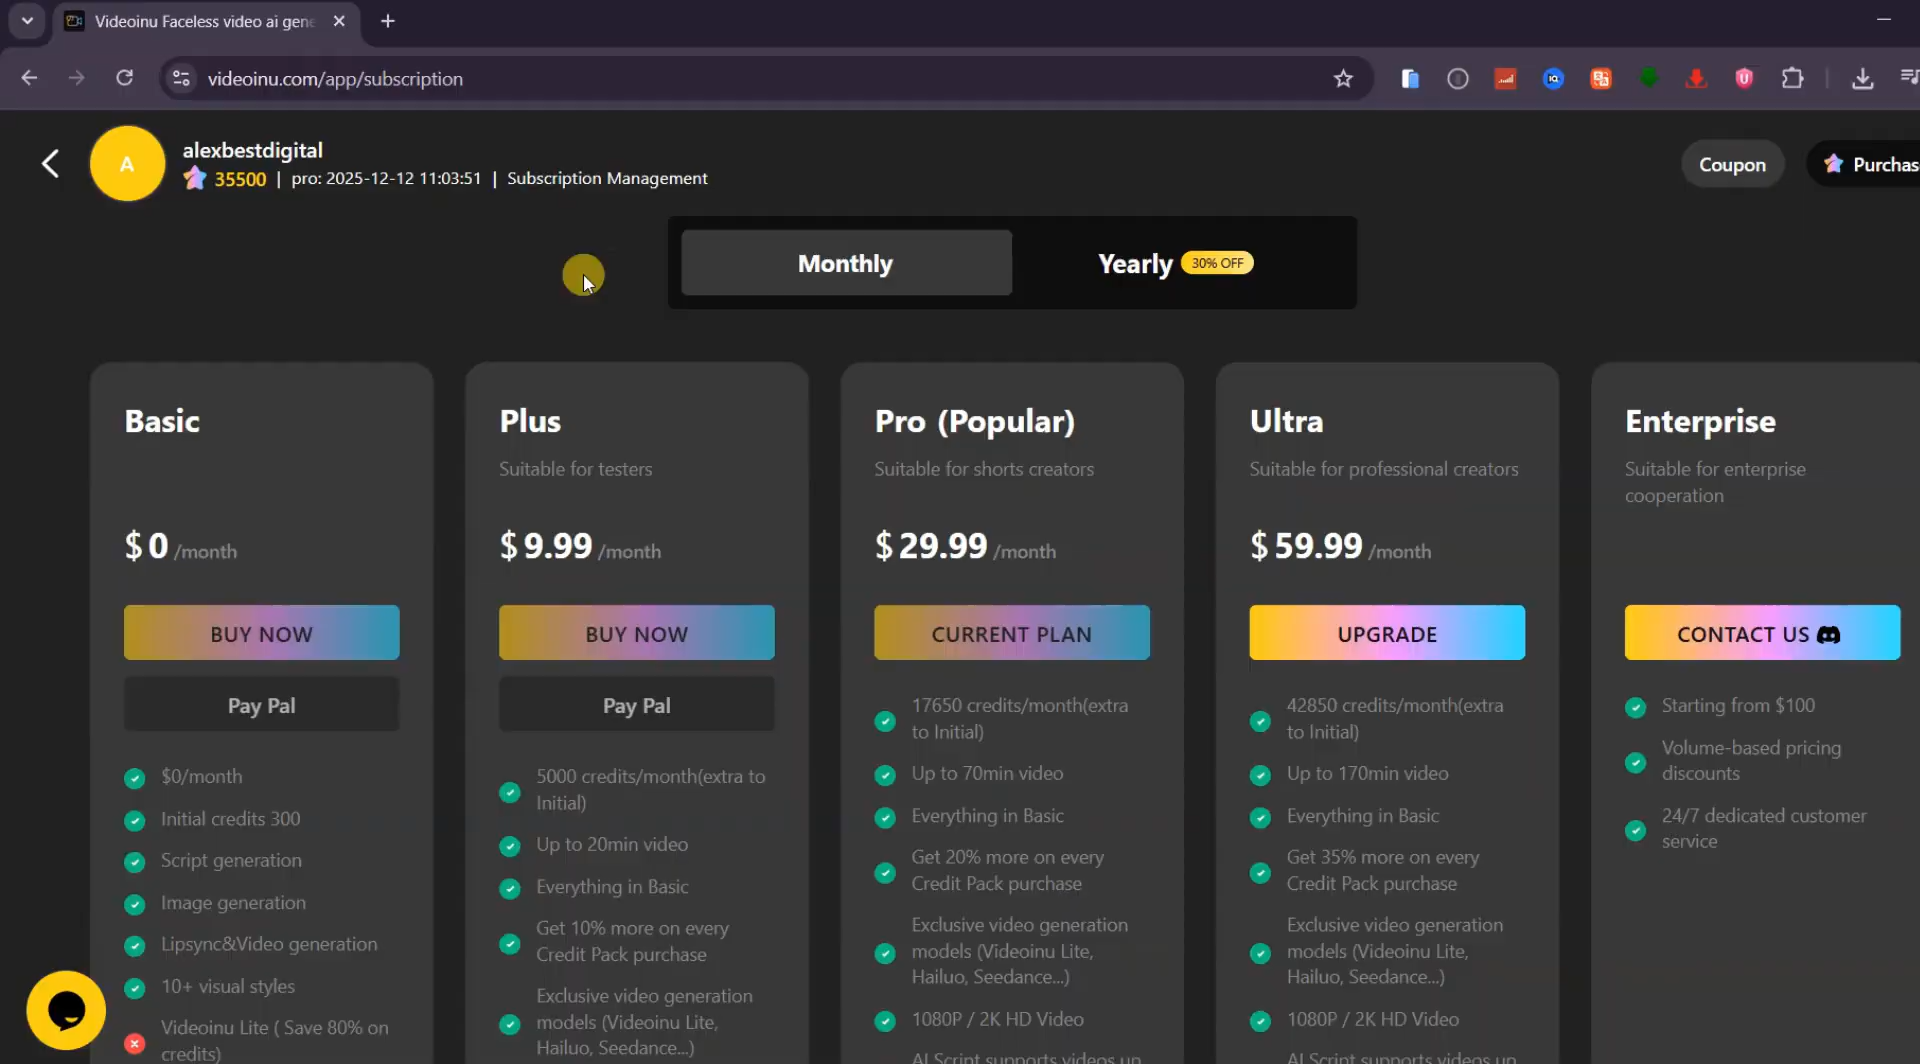 Videoinu Faceless video ai gene
videoinu.com/app/subscription
A
alexbestdigital
35500 | pro: 2025-12-12 11:03:51 | Subscription Management
Coupon
Purchas
Monthly
Yearly 30% OFF
Basic
$0 /month
BUY NOW
Pay Pal
$0/month
Initial credits 300
Script generation
Image generation
Lipsync&Video generation
10+ visual styles
Videoinu Lite ( Save 80% on
credits)
Plus
Suitable for testers
$9.99 /month
BUY NOW
Pay Pal
5000 credits/month(extra to
Initial)
Up to 20min video
Everything in Basic
Get 10% more on every
Credit Pack purchase
Exclusive video generation
models (Videoinu Lite,
Hailuo, Seedance...)
Pro (Popular)
Suitable for shorts creators
$29.99 /month
CURRENT PLAN
17650 credits/month(extra
to Initial)
Up to 70min video
Everything in Basic
Get 20% more on every
Credit Pack purchase
Exclusive video generation
models (Videoinu Lite,
Hailuo, Seedance...)
1080P / 2K HD Video
AI Script supports videos up
Ultra
Suitable for professional creators
$59.99 /month
UPGRADE
42850 credits/month(extra
to Initial)
Up to 170min video
Everything in Basic
Get 35% more on every
Credit Pack purchase
Exclusive video generation
models (Videoinu Lite,
Hailuo, Seedance...)
1080P / 2K HD Video
AI Script supports videos up
Enterprise
Suitable for enterprise
cooperation
CONTACT US
Starting from $100
Volume-based pricing
discounts
24/7 dedicated customer
service